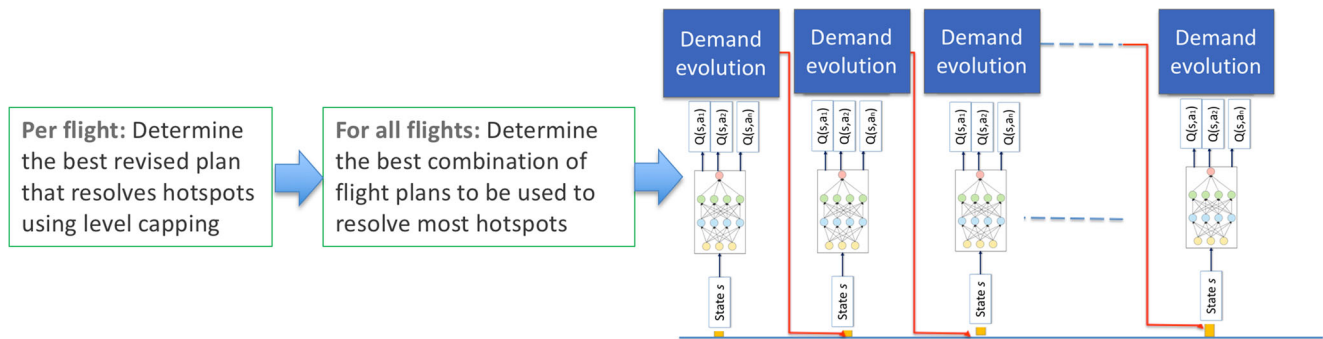 Per flight: Determine
the best revised plan
that resolves hotspots
using level capping
For all flights: Determine
the best combination of
flight plans to be used to
resolve most hotspots
Demand
evolution
Q(s,a1)
Q(s,a2)
Q(s,an)
State s
Demand
evolution
Q(s,a1)
Q(s,a2)
Q(s,an)
State s
Demand
evolution
Q(s,a1)
Q(s,a2)
Q(s,an)
State s
Demand
evolution
Q(s,a1)
Q(s,a2)
Q(s,an)
State s